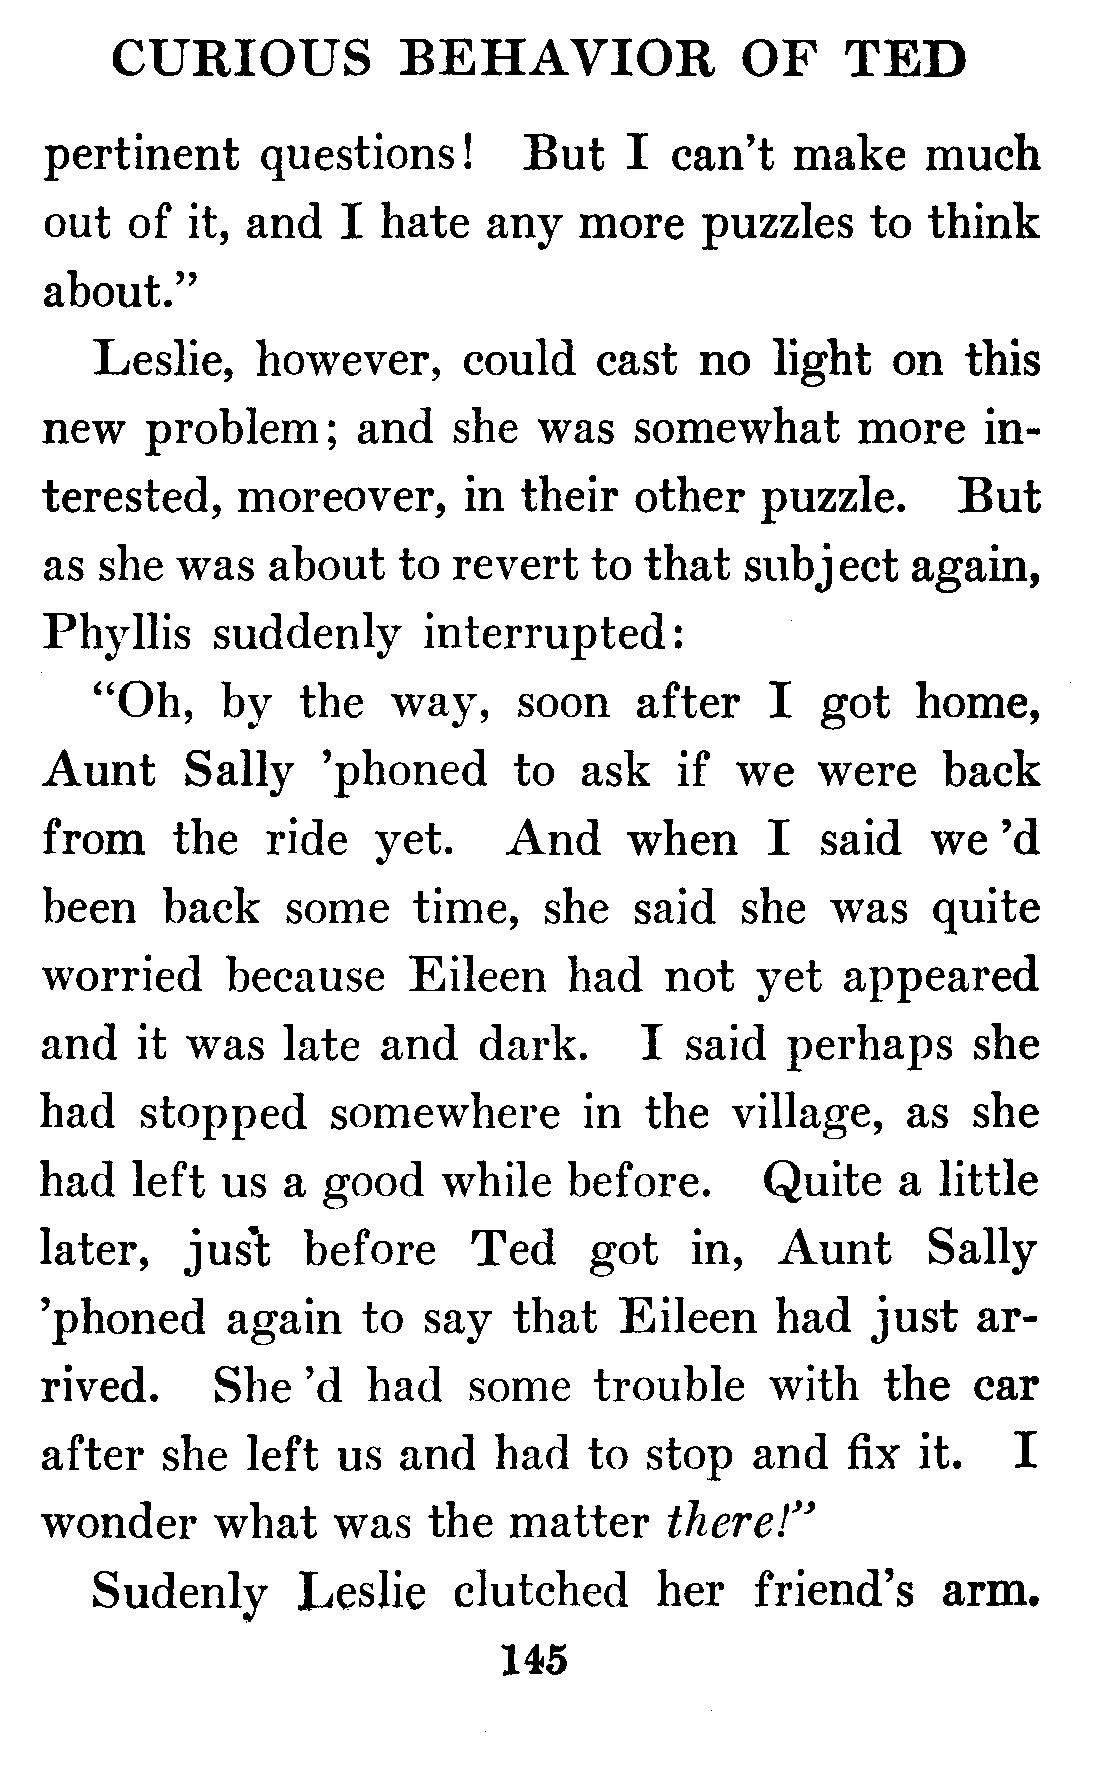 CURIOUS BEHAVIOR OF TED
pertinent questions! But I can't make much
out of it, and I hate any more puzzles to think
about."
Leslie, however, could cast no light on this
new problem; and she was somewhat more in-
terested, moreover, in their other puzzle. But
as she was about to revert to that subject again,
Phyllis suddenly interrupted:
"Oh, by the way, soon after I got home,
Aunt Sally 'phoned to ask if we were back
from the ride yet. And when I said we 'd
been back some time, she said she was quite
worried because Eileen had not yet appeared
and it was late and dark. I said perhaps she
had stopped somewhere in the village, as she
had left us a good while before. Quite a little
later, just before Ted got in, Aunt Sally
'phoned again to say that Eileen had just ar-
rived. She 'd had some trouble with the car
after she left us and had to stop and fix it. I
wonder what was the matter there!"
Sudenly Leslie clutched her friend's arm.
145